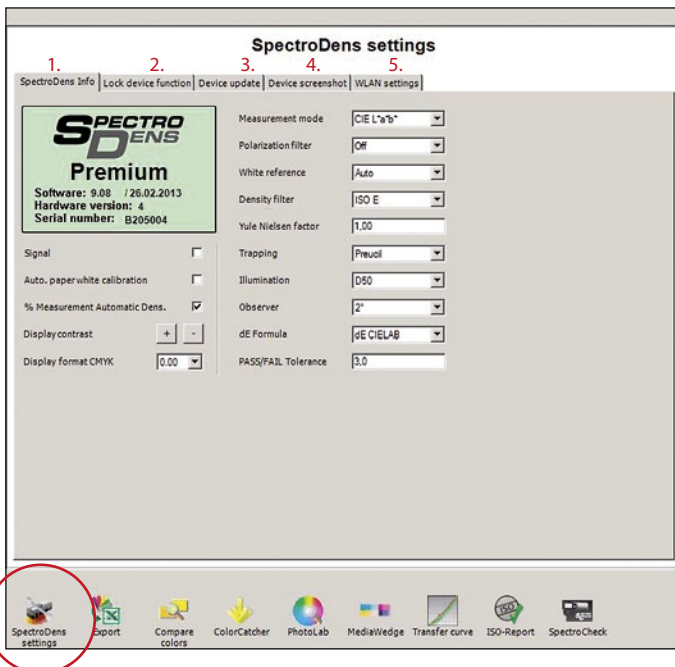 SpectroDens settings
1. 2. 3. 4. 5.
SpectroDens Info Lock device function Device update Device screenshot WLAN settings
SPECTRO
DENS
Premium
Software: 9.08 / 26.02.2013
Hardware version: 4
Serial number: B205004
Signal
Auto. paper white calibration
% Measurement Automatic Dens.
Display contrast + -
Display format CMYK 0.00
Measurement mode CIE L*a*b*
Polarization filter Off
White reference Auto
Density filter ISO E
Yule Nielsen factor 1,00
Trapping Preucil
Illumination D50
Observer 2°
dE Formula dE CIELAB
PASS/FAIL Tolerance 3,0
SpectroDens settings
Export
Compare colors
ColorCatcher
PhotoLab
MediaWedge
Transfer curve
ISO
ISO-Report
SpectroCheck